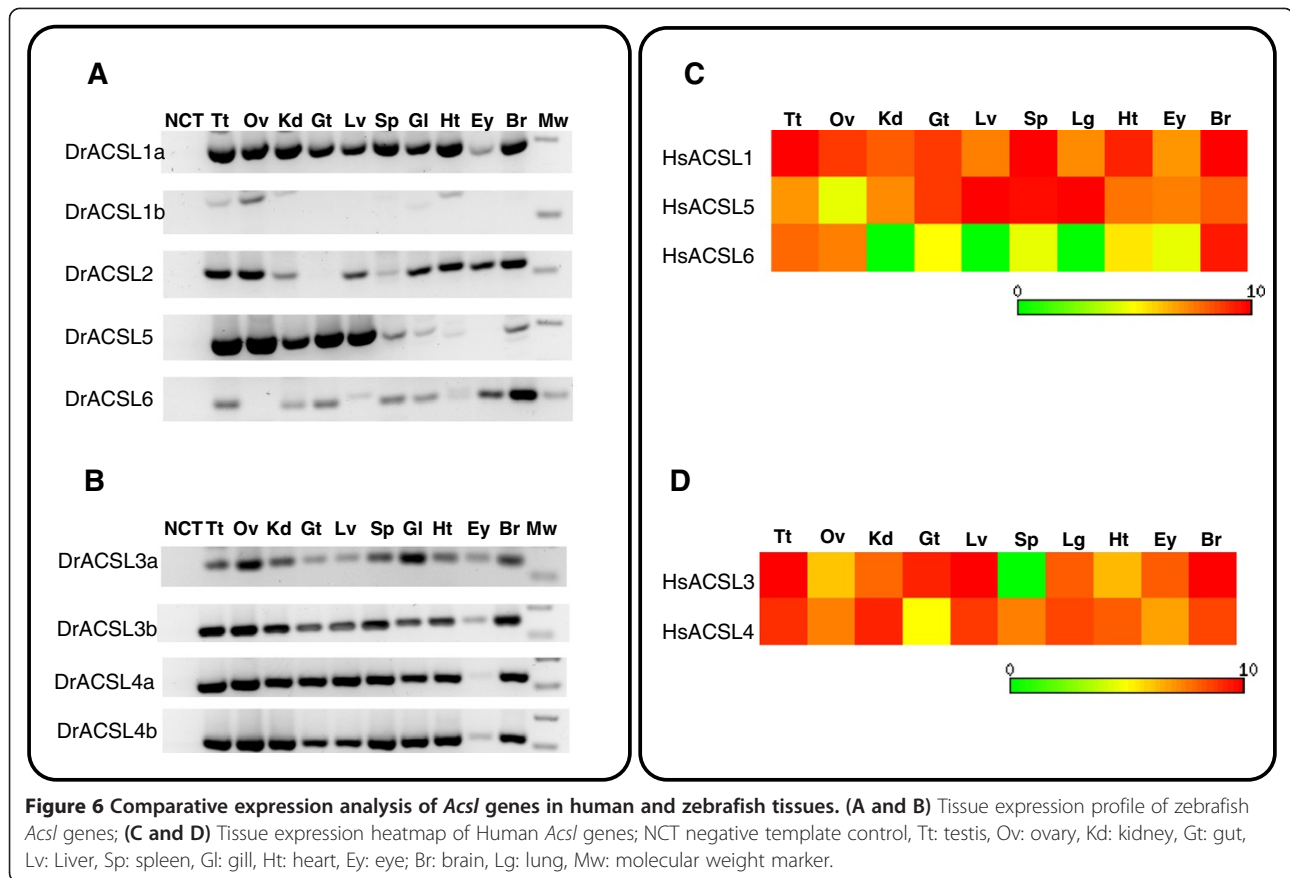 A
NCT Tt Ov Kd Gt Lv Sp Gl Ht Ey Br Mw
DrACSL1a
DrACSL1b
DrACSL2
DrACSL5
DrACSL6
B
NCT Tt Ov Kd Gt Lv Sp Gl Ht Ey Br Mw
DrACSL3a
DrACSL3b
DrACSL4a
DrACSL4b
C
Tt Ov Kd Gt Lv Sp Lg Ht Ey Br
HsACSL1
HsACSL5
HsACSL6
0 10
D
Tt Ov Kd Gt Lv Sp Lg Ht Ey Br
HsACSL3
HsACSL4
0 10
Figure 6 Comparative expression analysis of Acsl genes in human and zebrafish tissues. (A and B) Tissue expression profile of zebrafish
Acsl genes; (C and D) Tissue expression heatmap of Human Acsl genes; NCT negative template control, Tt: testis, Ov: ovary, Kd: kidney, Gt: gut,
Lv: Liver, Sp: spleen, Gl: gill, Ht: heart, Ey: eye; Br: brain, Lg: lung, Mw: molecular weight marker.